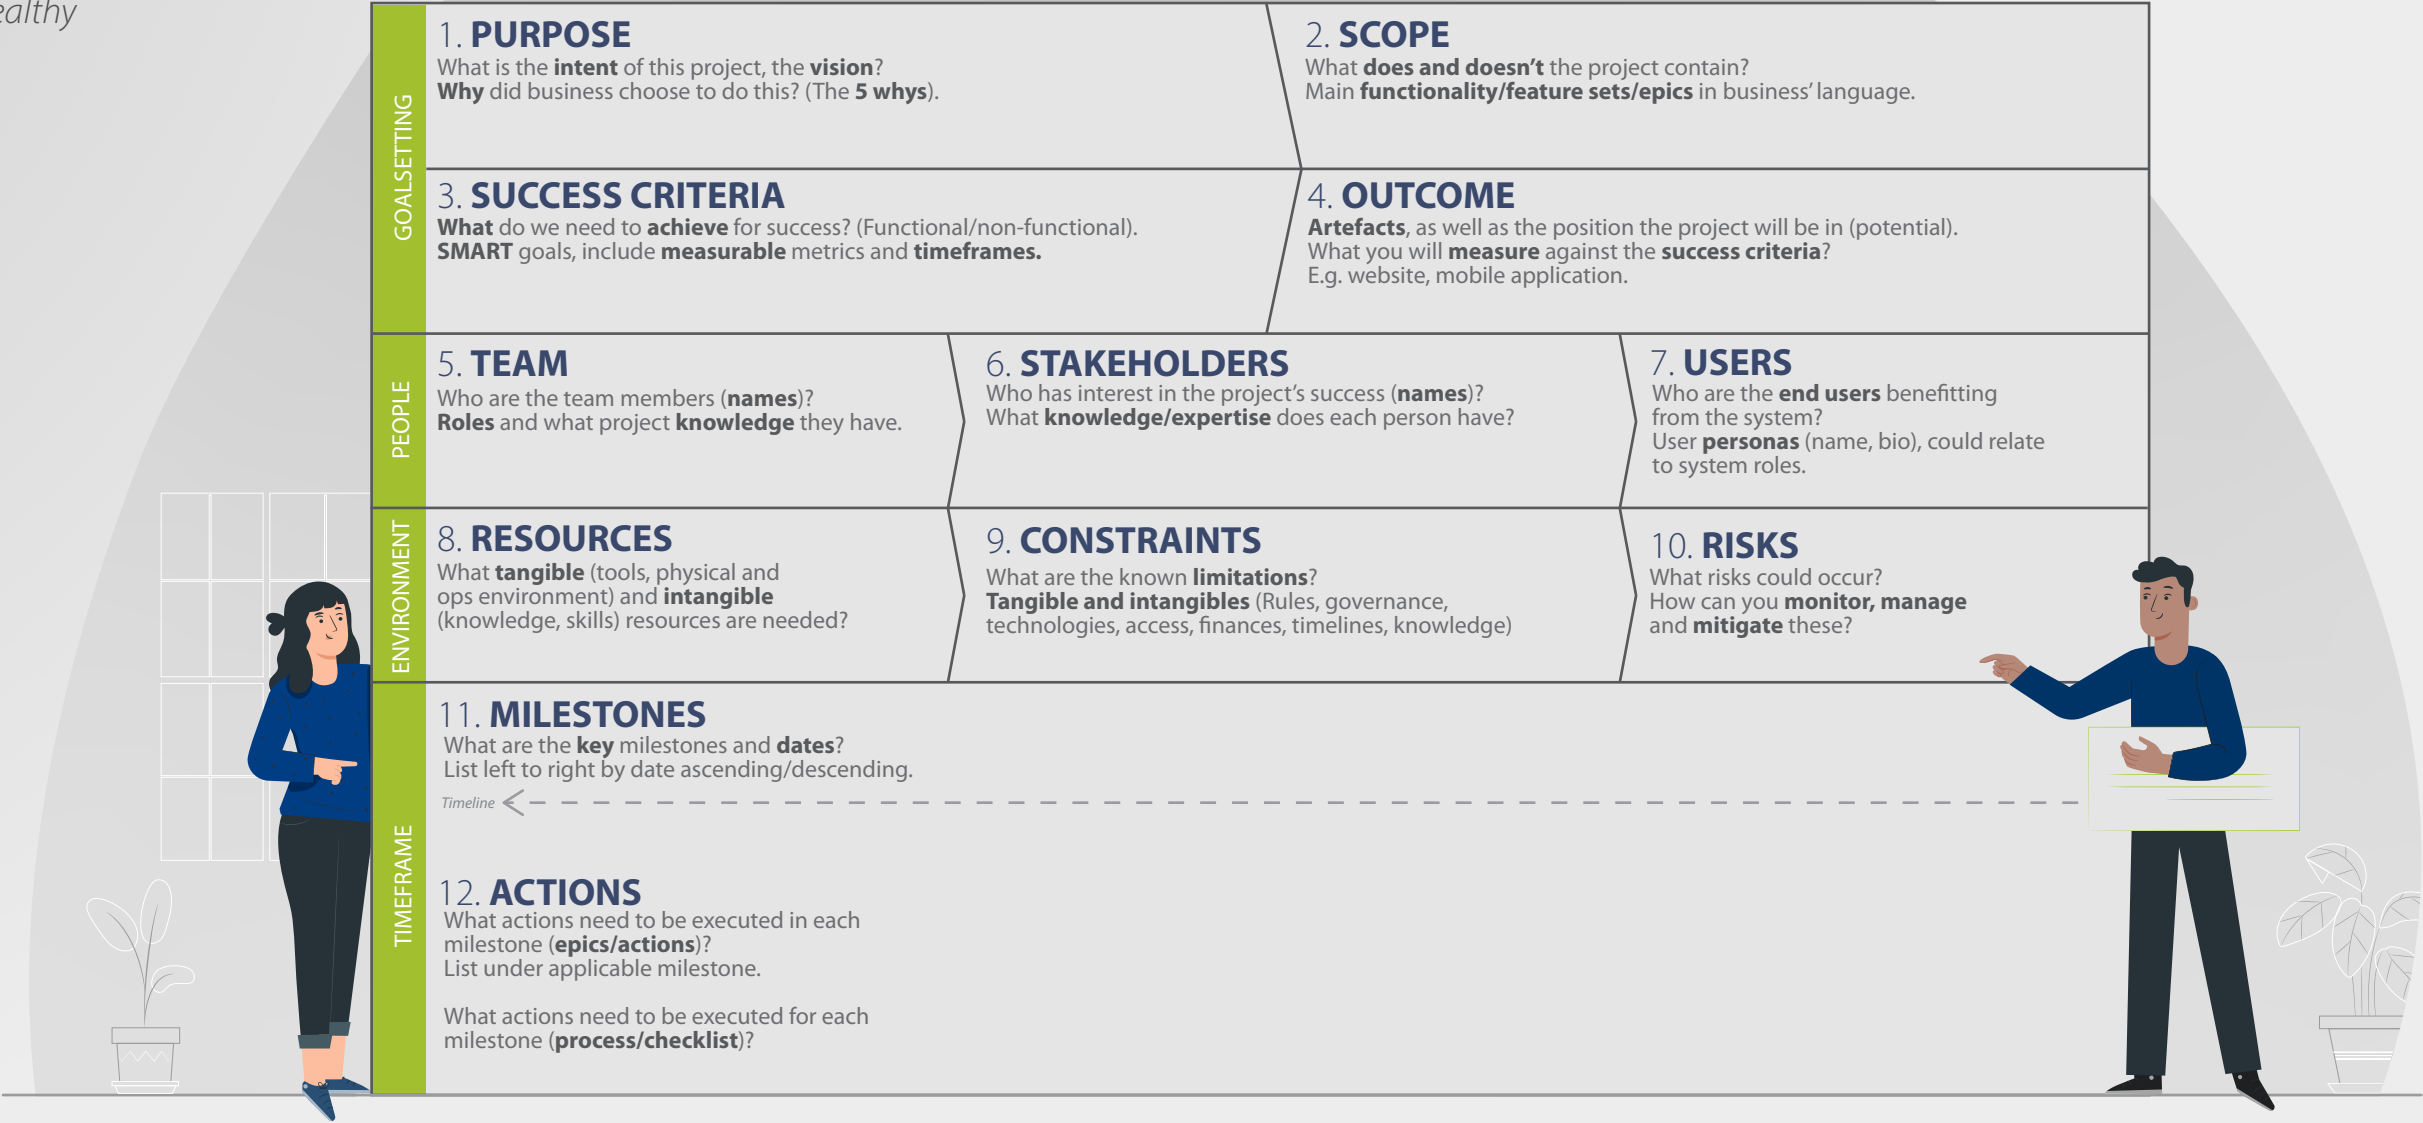 GOALSETTING
1. PURPOSE
What is the intent of this project, the vision?
Why did business choose to do this? (The 5 whys).
2. SCOPE
What does and doesn’t the project contain?
Main functionality/feature sets/epics in business’ language.
3. SUCCESS CRITERIA
What do we need to achieve for success? (Functional/non-functional).
SMART goals, include measurable metrics and timeframes.
4. OUTCOME
Artefacts, as well as the position the project will be in (potential).
What you will measure against the success criteria?
E.g. website, mobile application.
PEOPLE
5. TEAM
Who are the team members (names)?
Roles and what project knowledge they have.
6. STAKEHOLDERS
Who has interest in the project’s success (names)?
What knowledge/expertise does each person have?
7. USERS
Who are the end users benefitting
from the system?
User personas (name, bio), could relate
to system roles.
ENVIRONMENT
8. RESOURCES
What tangible (tools, physical and
ops environment) and intangible
(knowledge, skills) resources are needed?
9. CONSTRAINTS
What are the known limitations?
Tangible and intangibles (Rules, governance,
technologies, access, finances, timelines, knowledge)
10. RISKS
What risks could occur?
How can you monitor, manage
and mitigate these?
TIMEFRAME
11. MILESTONES
What are the key milestones and dates?
List left to right by date ascending/descending.
Timeline
12. ACTIONS
What actions need to be executed in each
milestone (epics/actions)?
List under applicable milestone.
What actions need to be executed for each
milestone (process/checklist)?